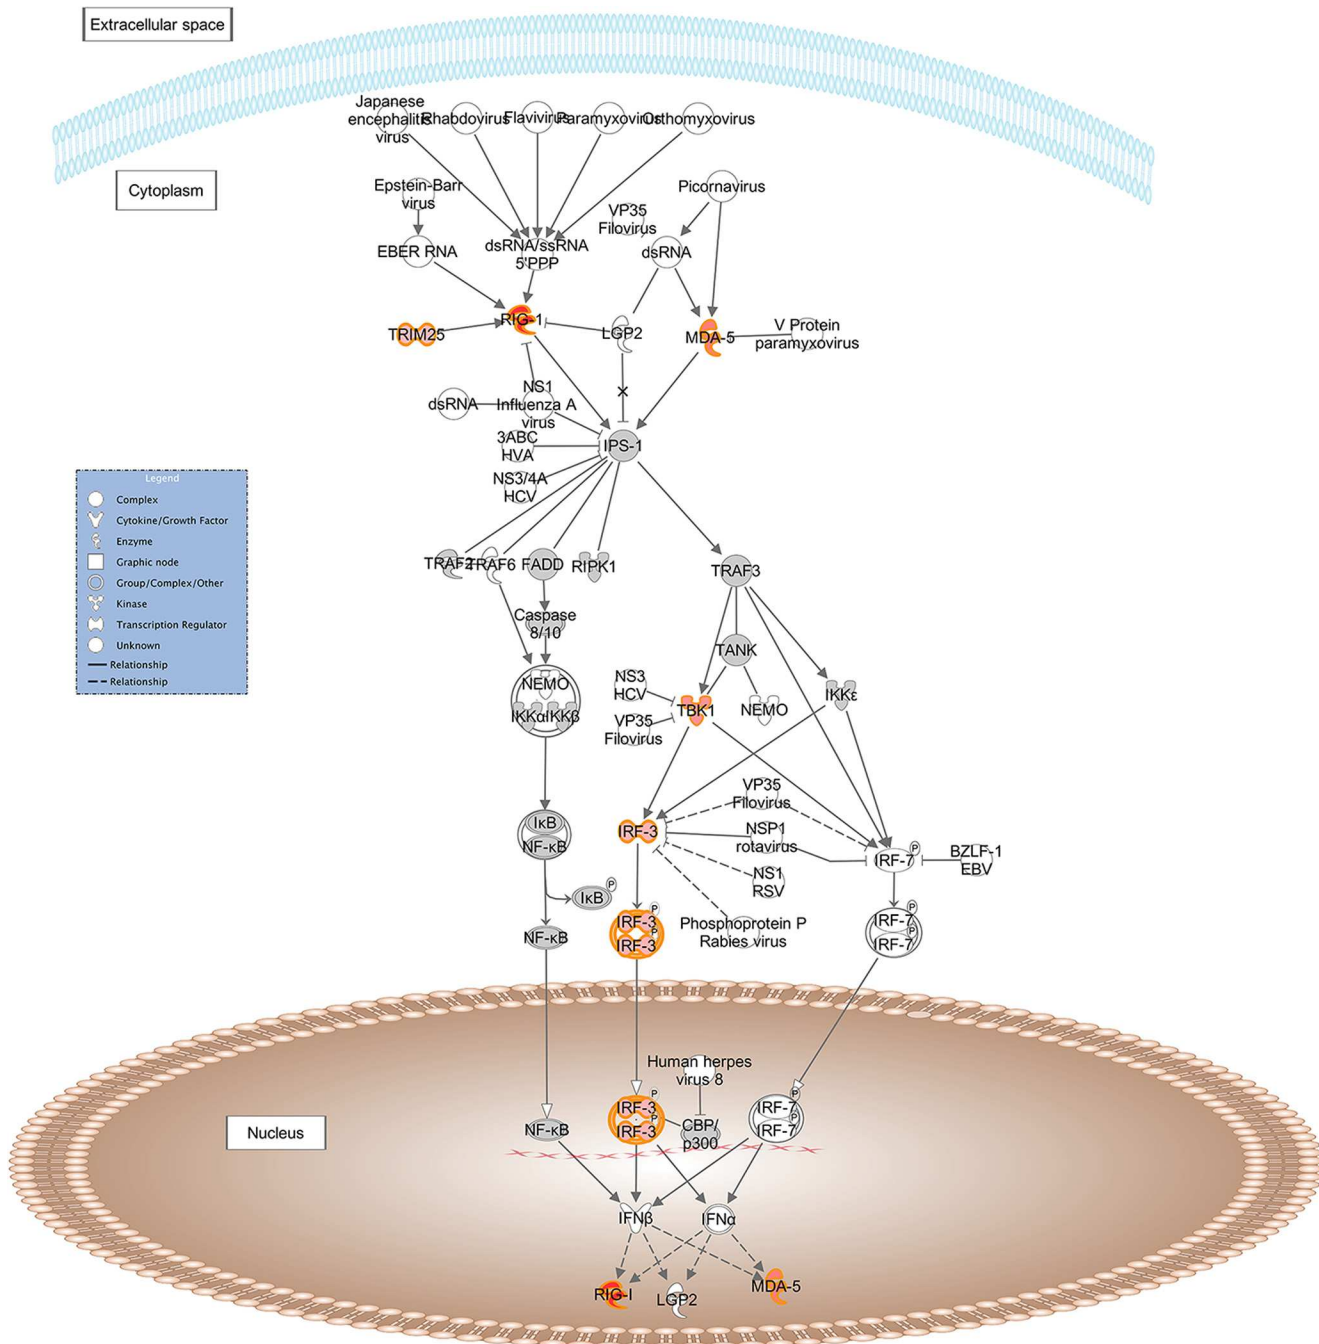 Extracellular space
Cytoplasm
Japanese
encephalitis
virus
Rhabdovirus
Flavivirus
Paramyxovirus
Orthomyxovirus
Epstein-Barr
virus
EBER RNA
dsRNA/ssRNA
5'PPP
VP35
Filovirus
Picornavirus
dsRNA
TRIM25
RIG-1
LGP2
MDA-5
V Protein
paramyxovirus
dsRNA
NS1
Influenza A
virus
3ABC
HVA
IPS-1
NS3/4A
HCV
Legend
Complex
Cytokine/Growth Factor
Enzyme
Graphic node
Group/Complex/Other
Kinase
Transcription Regulator
Unknown
Relationship
Relationship
TRAF2
TRAF6
FADD
RIPK1
TRAF3
Caspase
8/10
TANK
NEMO
IKKα
IKKβ
NS3
HCV
TBK1
NEMO
IKKε
VP35
Filovirus
VP35
Filovirus
IκB
NF-κB
IRF-3
NSP1
rotavirus
P
IRF-7
BZLF-1
EBV
NS1
RSV
P
IκB
P
IRF-3
P
IRF-3
Phosphoprotein P
Rabies virus
P
IRF-7
P
IRF-7
NF-κB
Human herpes
virus 8
Nucleus
NF-κB
P
IRF-3
P
IRF-3
CBP/
p300
P
IRF-7
P
IRF-7
IFNβ
IFNα
RIG-I
LGP2
MDA-5